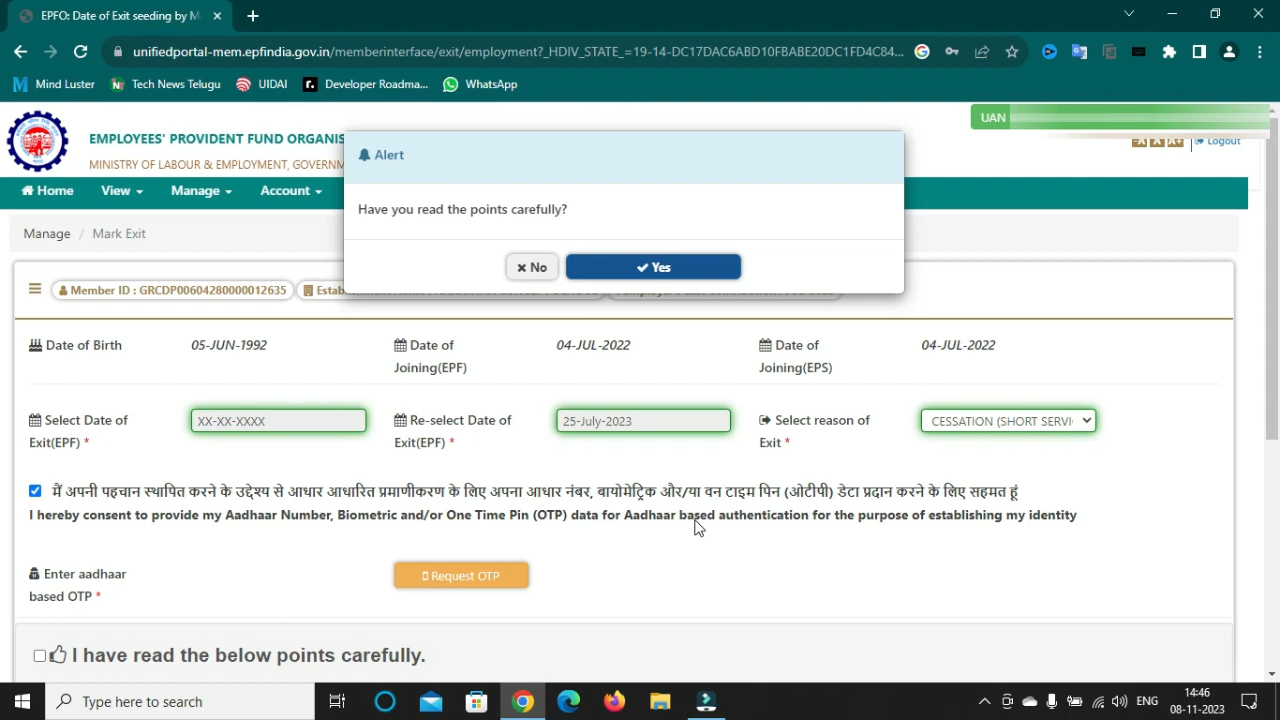 EPFO: Date of Exit seeding by M
unifiedportal-mem.epfindia.gov.in/memberinterface/exit/employment?_HDIV_STATE_=19-14-DC17DAC6ABD10FBABE20DC1FD4C84...
Mind Luster Tech News Telugu UIDAI Developer Roadma... WhatsApp
UAN
EMPLOYEES' PROVIDENT FUND ORGANIS
MINISTRY OF LABOUR & EMPLOYMENT, GOVERNM
-A A A+ Logout
Home View Manage Account
Alert
Have you read the points carefully?
No Yes
Manage / Mark Exit
Member ID : GRCDP00604280000012635
Date of Birth 05-JUN-1992 Date of Joining(EPF) 04-JUL-2022 Date of Joining(EPS) 04-JUL-2022
Select Date of Exit(EPF) * XX-XX-XXXX Re-select Date of Exit(EPF) * 25-July-2023 Select reason of Exit * CESSATION (SHORT SERVI
मैं अपनी पहचान स्थापित करने के उद्देश्य से आधार आधारित प्रमाणीकरण के लिए अपना आधार नंबर, बायोमेट्रिक और/या वन टाइम पिन (ओटीपी) डेटा प्रदान करने के लिए सहमत हूं
I hereby consent to provide my Aadhaar Number, Biometric and/or One Time Pin (OTP) data for Aadhaar based authentication for the purpose of establishing my identity
Enter aadhaar based OTP * Request OTP
I have read the below points carefully.
Type here to search
ENG
14:46
08-11-2023